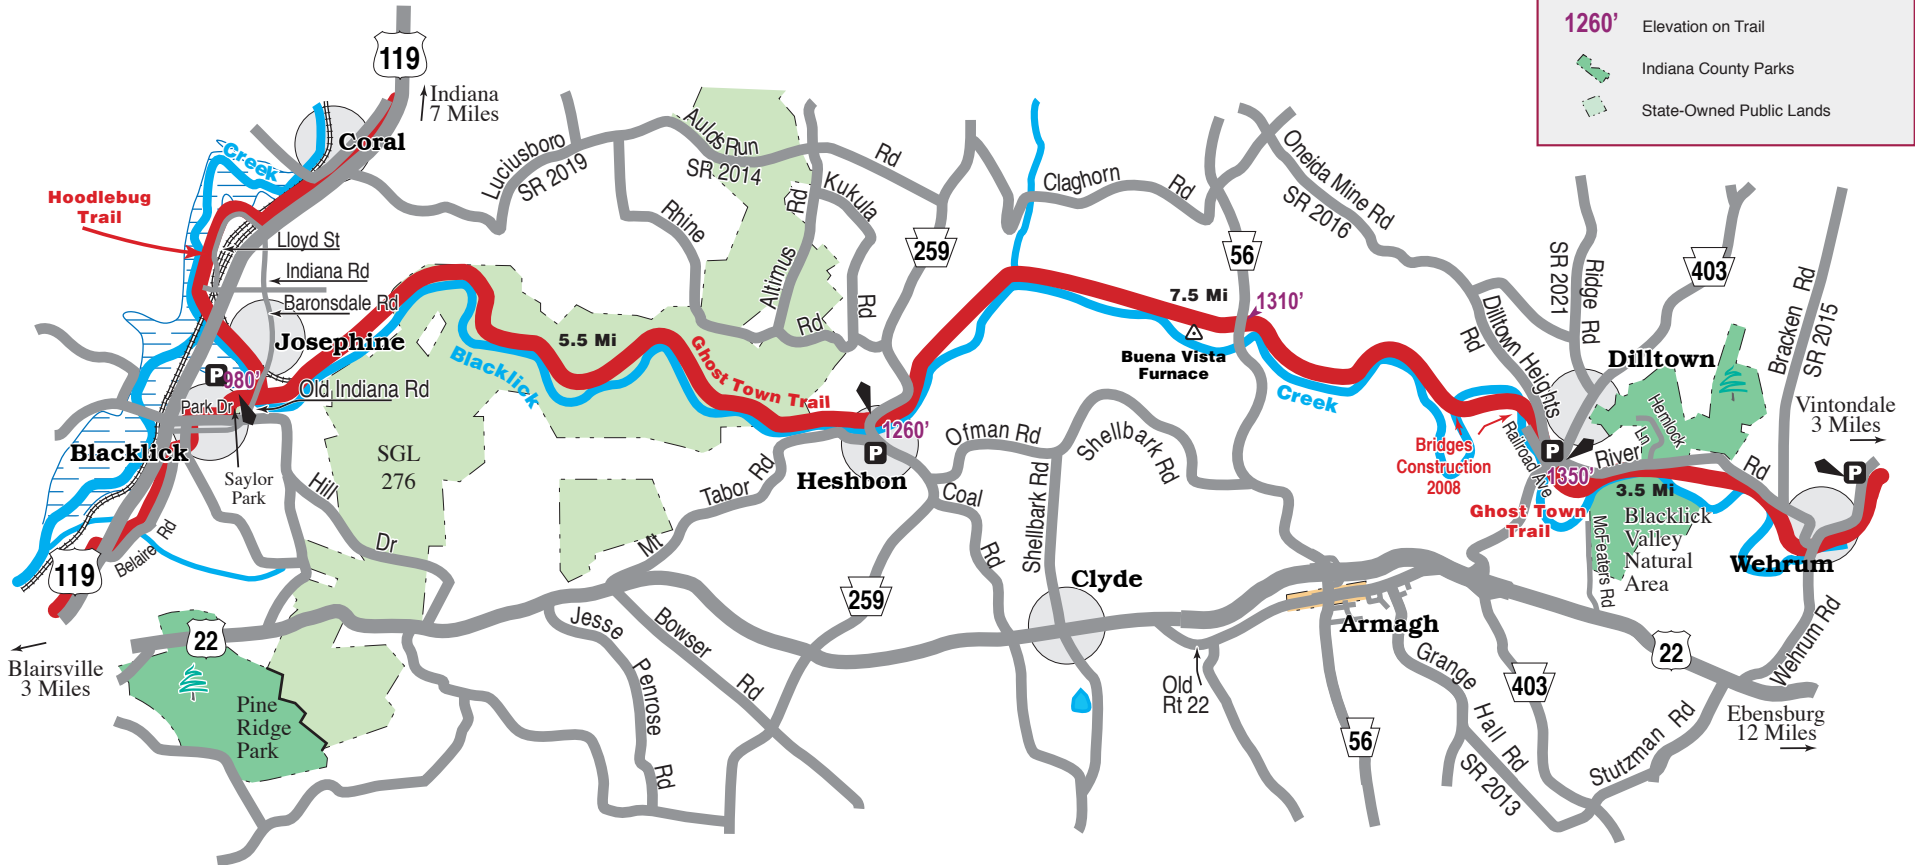 1260’ Elevation on Trail
Indiana County Parks
State-Owned Public Lands
119
Indiana
7 Miles
Coral
Creek
Hoodlebug
Trail
Lloyd St
Indiana Rd
Baronsdale Rd
Josephine
Old Indiana Rd
P
980’
Park Dr
Blacklick
Saylor
Park
Hill
Dr
Belaire Rd
119
Blairsville
3 Miles
22
Pine
Ridge
Park
SGL
276
Luciusboro
SR 2019
Aulds Run
Rd
SR 2014
Rhine
Rd
Altimus
Rd
Kukula
Rd
259
5.5 Mi
Blacklick
Ghost Town Trail
1260’
P
Heshbon
Tabor Rd
Mt
Ofman Rd
Coal
Rd
Shellbark Rd
Shellbark Rd
259
Clyde
Jesse
Penrose
Rd
Bowser
Rd
Claghorn
Rd
56
7.5 Mi
1310’
Buena Vista
Furnace
Creek
Oneida Mine Rd
SR 2016
Dilltown Heights
Rd
SR 2021
Ridge Rd
403
Dilltown
Bracken Rd
SR 2015
Vintondale
3 Miles
Bridges
Construction
2008
Railroad Ave
P
1350’
River
Rd
Hemlock
Ln
3.5 Mi
Ghost Town
Trail
Blacklick
Valley
Natural
Area
McFeaters Rd
P
Wehrum
Wehrum Rd
Armagh
Old
Rt 22
56
Grange
Hall Rd
SR 2013
403
22
Stutzman Rd
Ebensburg
12 Miles